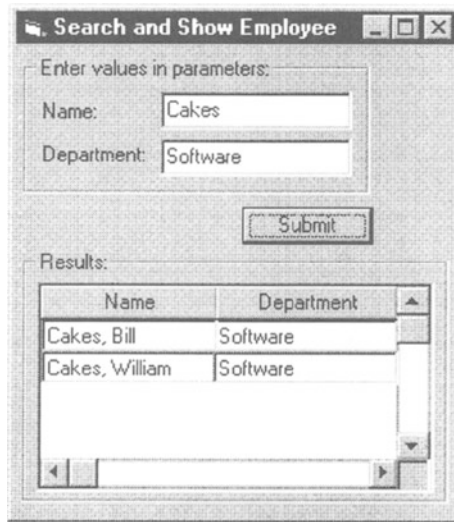 Search and Show Employee
Enter values in parameters:
Name: Cakes
Department: Software
Submit
Results:
Name Department
Cakes, Bill Software
Cakes, William Software